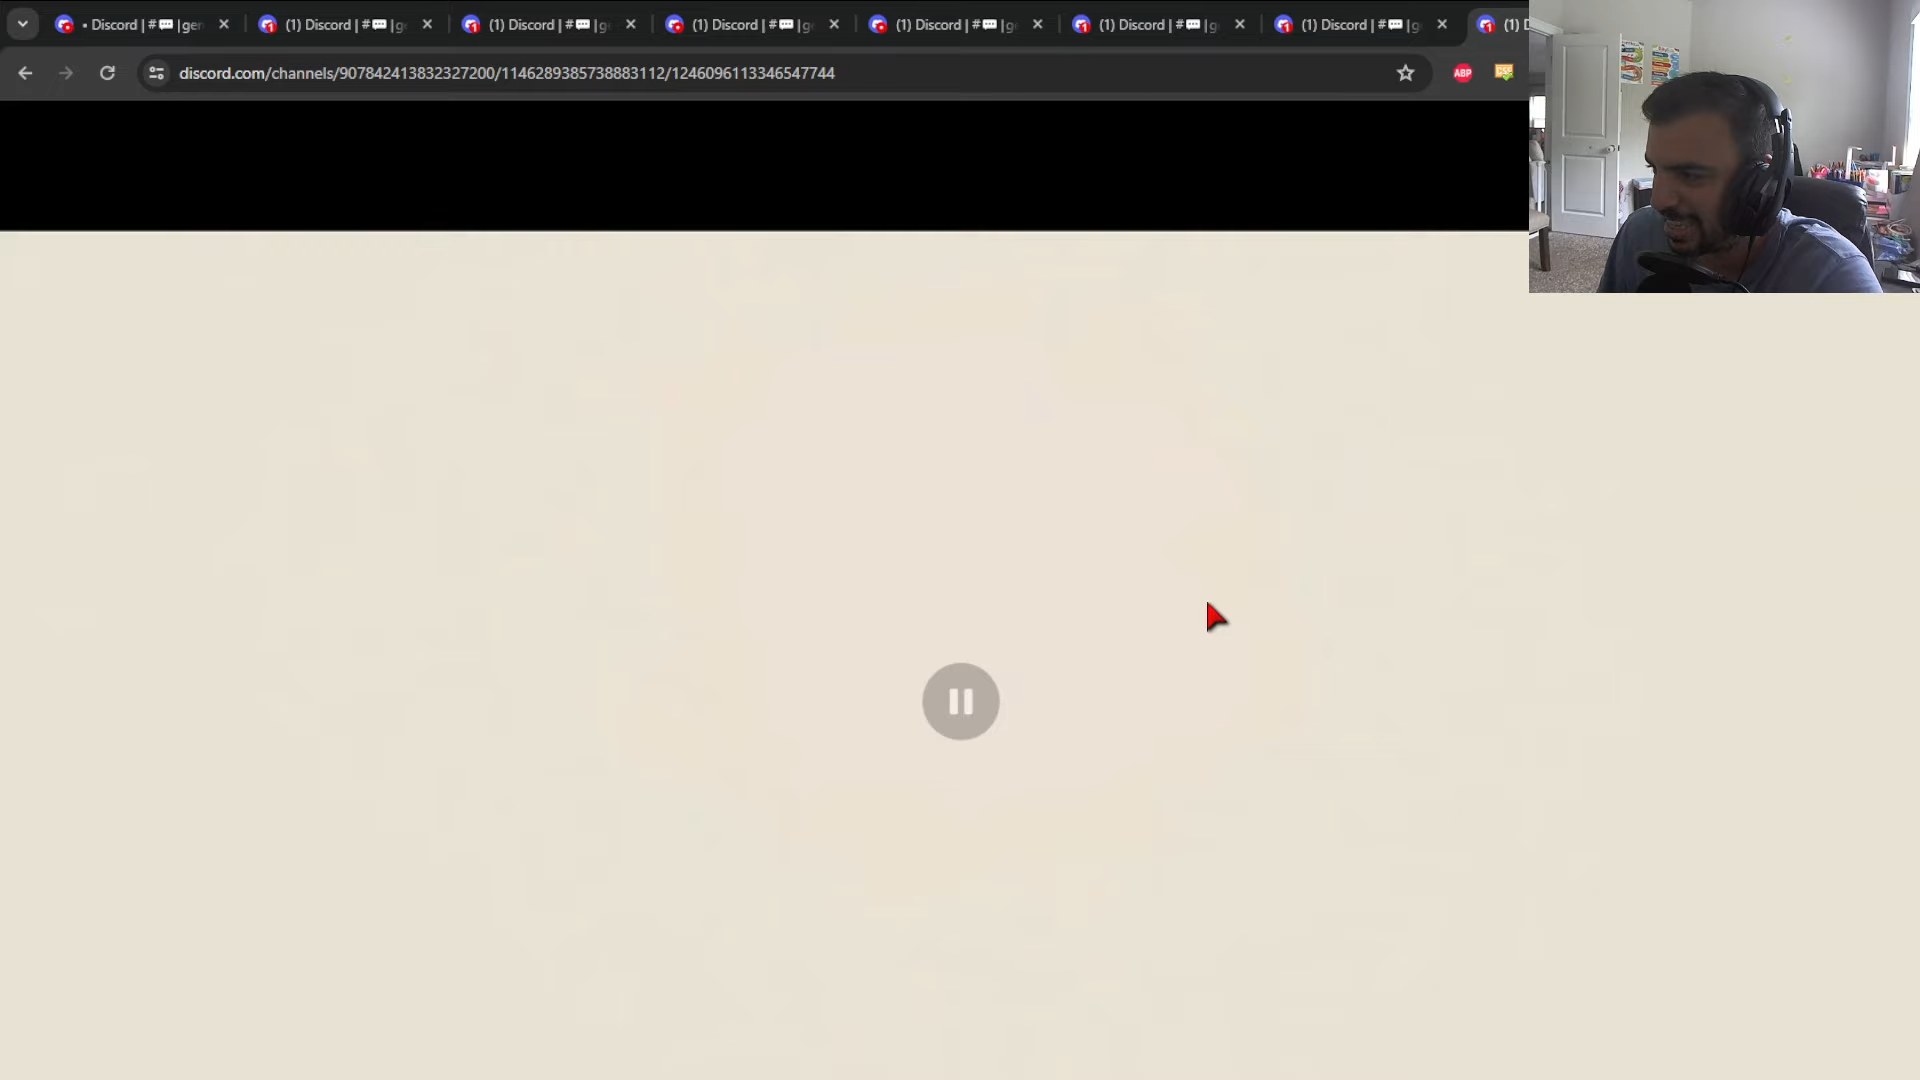 Discord | #💬|gen
(1) Discord | #💬|g
(1) Discord | #💬|g
(1) Discord | #💬|g
(1) Discord | #💬|g
(1) Discord | #💬|g
(1) Discord | #💬|g
(1) D
discord.com/channels/907842413832327200/1146289385738883112/1246096113346547744
ABP